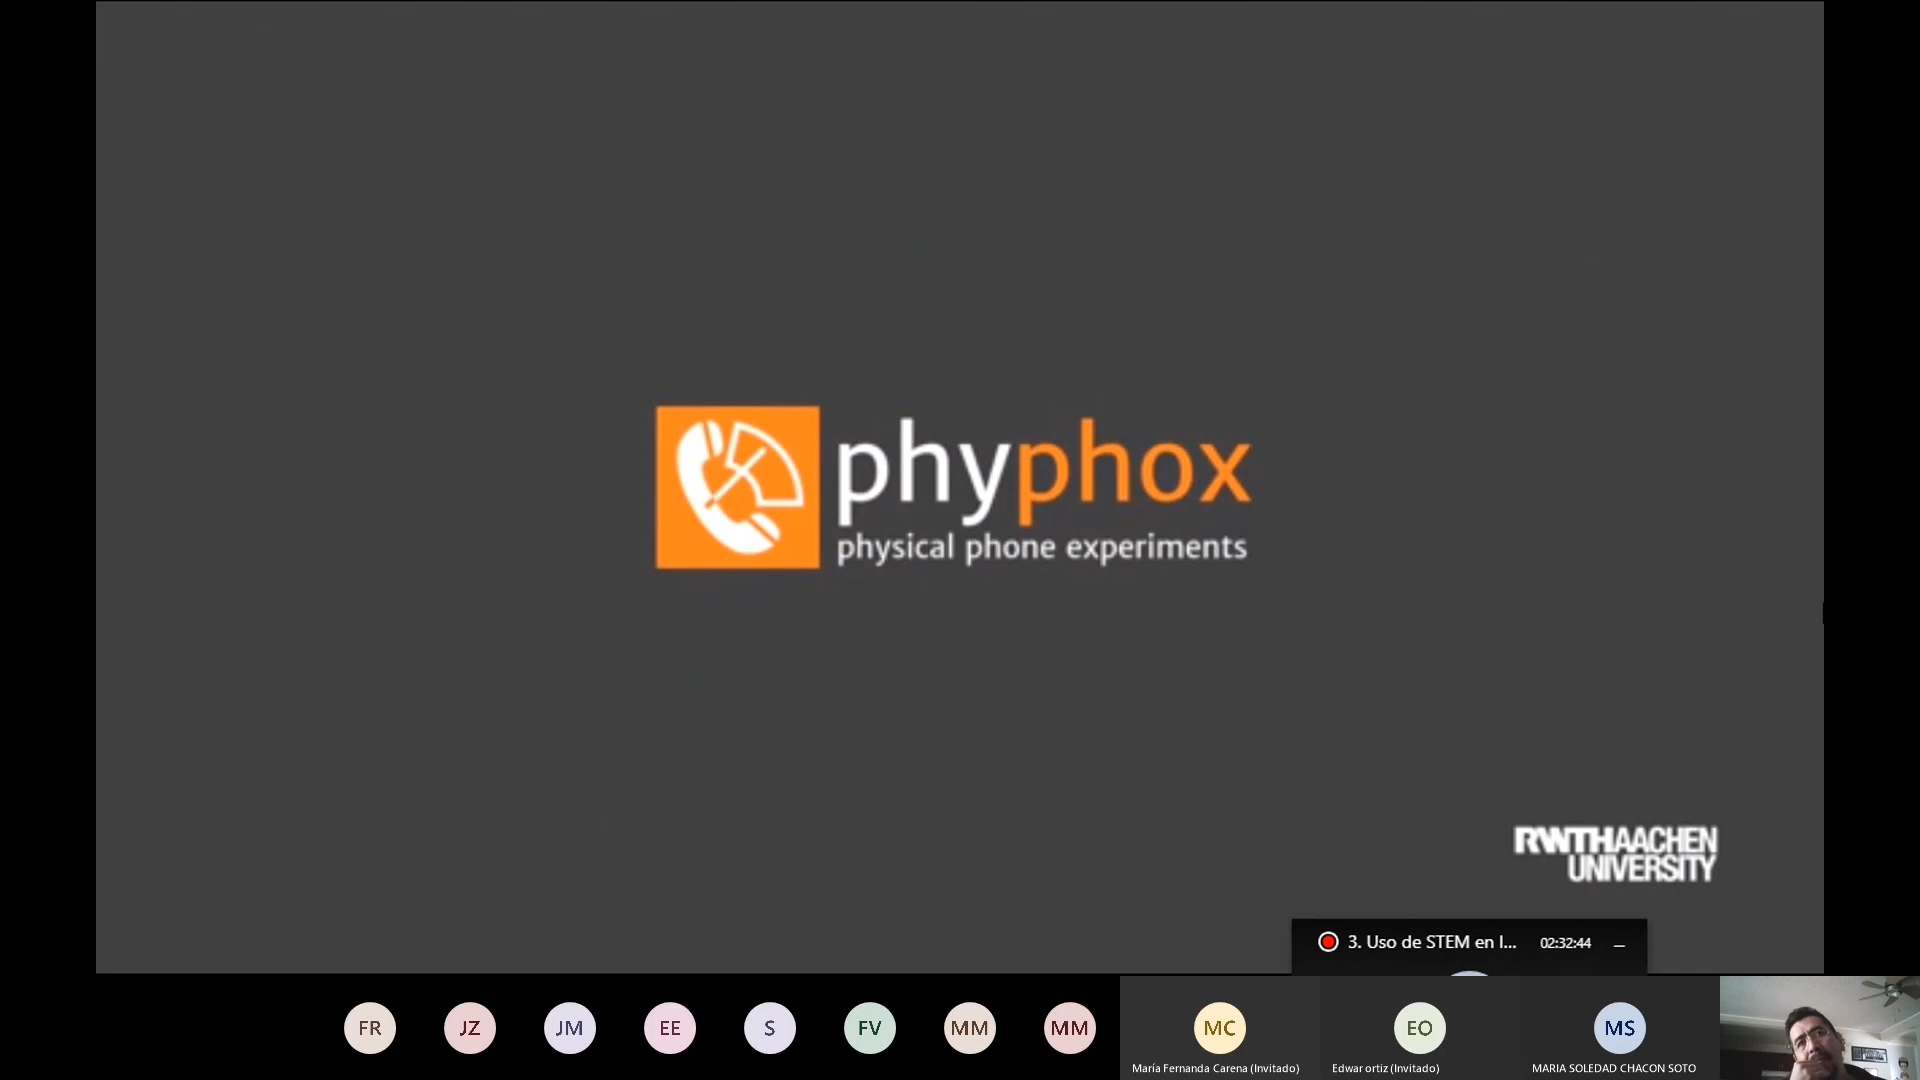 phyphox
physical phone experiments
RWTHAACHEN
UNIVERSITY
3. Uso de STEM en l... 02:32:44
FR JZ JM EE S FV MM MM MC EO MS
María Fernanda Carena (Invitado) Edwar ortiz (Invitado) MARIA SOLEDAD CHACON SOTO